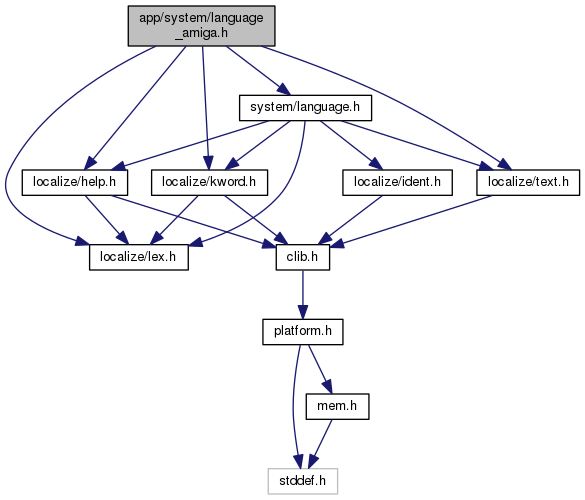 app/system/language
_amiga.h
system/language.h
localize/help.h
localize/kword.h
localize/ident.h
localize/text.h
localize/lex.h
clib.h
platform.h
mem.h
stddef.h